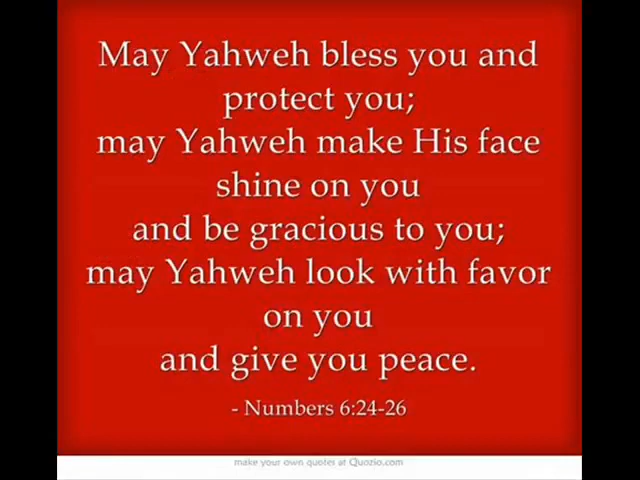 May Yahweh bless you and
protect you;
may Yahweh make His face
shine on you
and be gracious to you;
may Yahweh look with favor
on you
and give you peace.
- Numbers 6:24-26
make your own quotes at Quozio.com